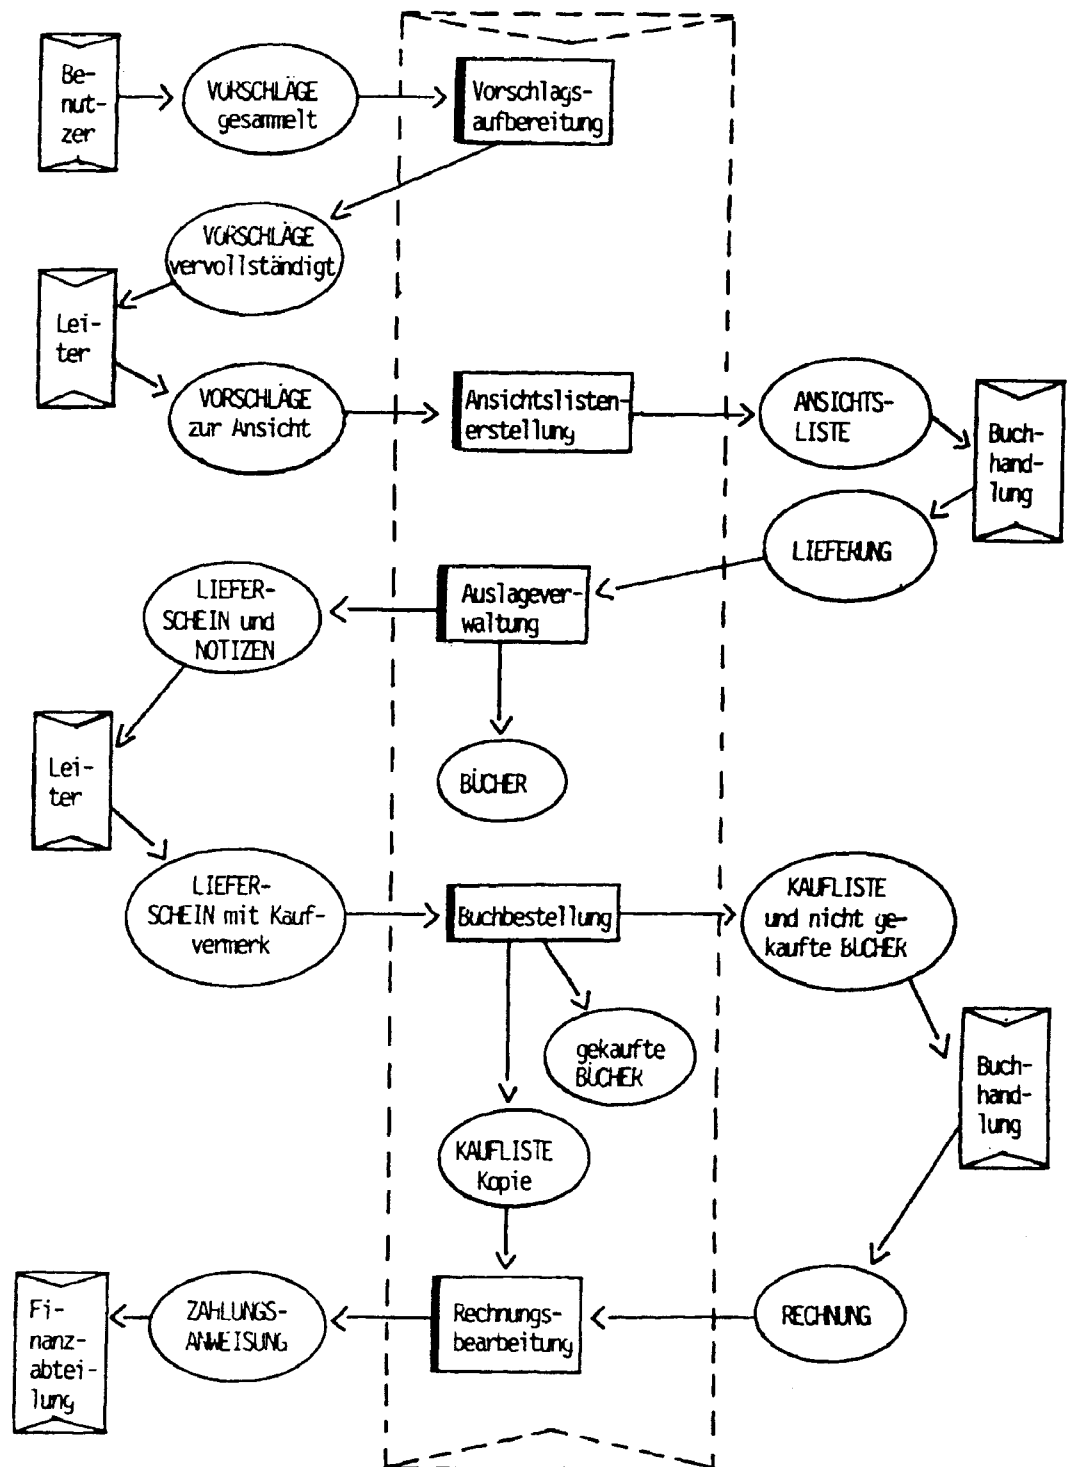 Be-
nut-
zer
VORSCHLÄGE
gesammelt
Vorschlags-
aufbereitung
VORSCHLÄGE
vervollständigt
Lei-
ter
VORSCHLÄGE
zur Ansicht
Ansichtslisten-
erstellung
ANSICHTS-
LISTE
Buch-
hand-
lung
LIEFERUNG
Auslagever-
waltung
LIEFER-
SCHEIN und
NOTIZEN
BÜCHER
Lei-
ter
LIEFER-
SCHEIN mit Kauf-
vermerk
Buchbestellung
KAUFLISTE
und nicht ge-
kaufte BÜCHER
gekaufte
BÜCHER
Buch-
hand-
lung
KAUFLISTE
Kopie
Fi-
nanz-
abtei-
lung
ZAHLUNGS-
ANWEISUNG
Rechnungs-
bearbeitung
RECHNUNG